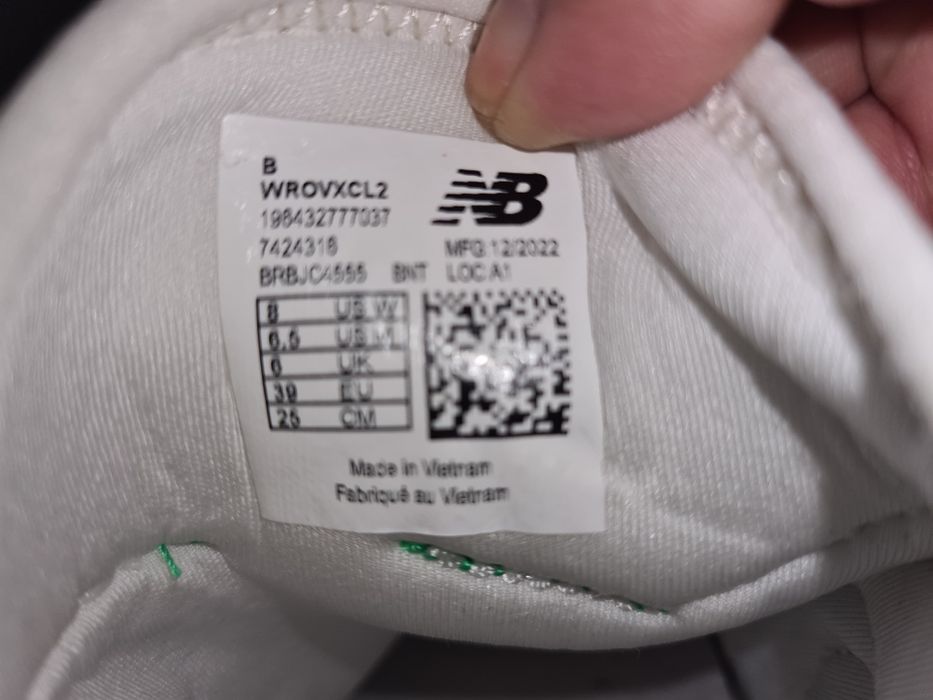 B
WROVXCL2
NB
196432777037
7424318 MFG 12/2022
BRBJC4555 BNT LOC A1
8 US W
6.5 US M
6 UK
39 EU
25 CM
Made in Vietnam
Fabriqué au Vietnam